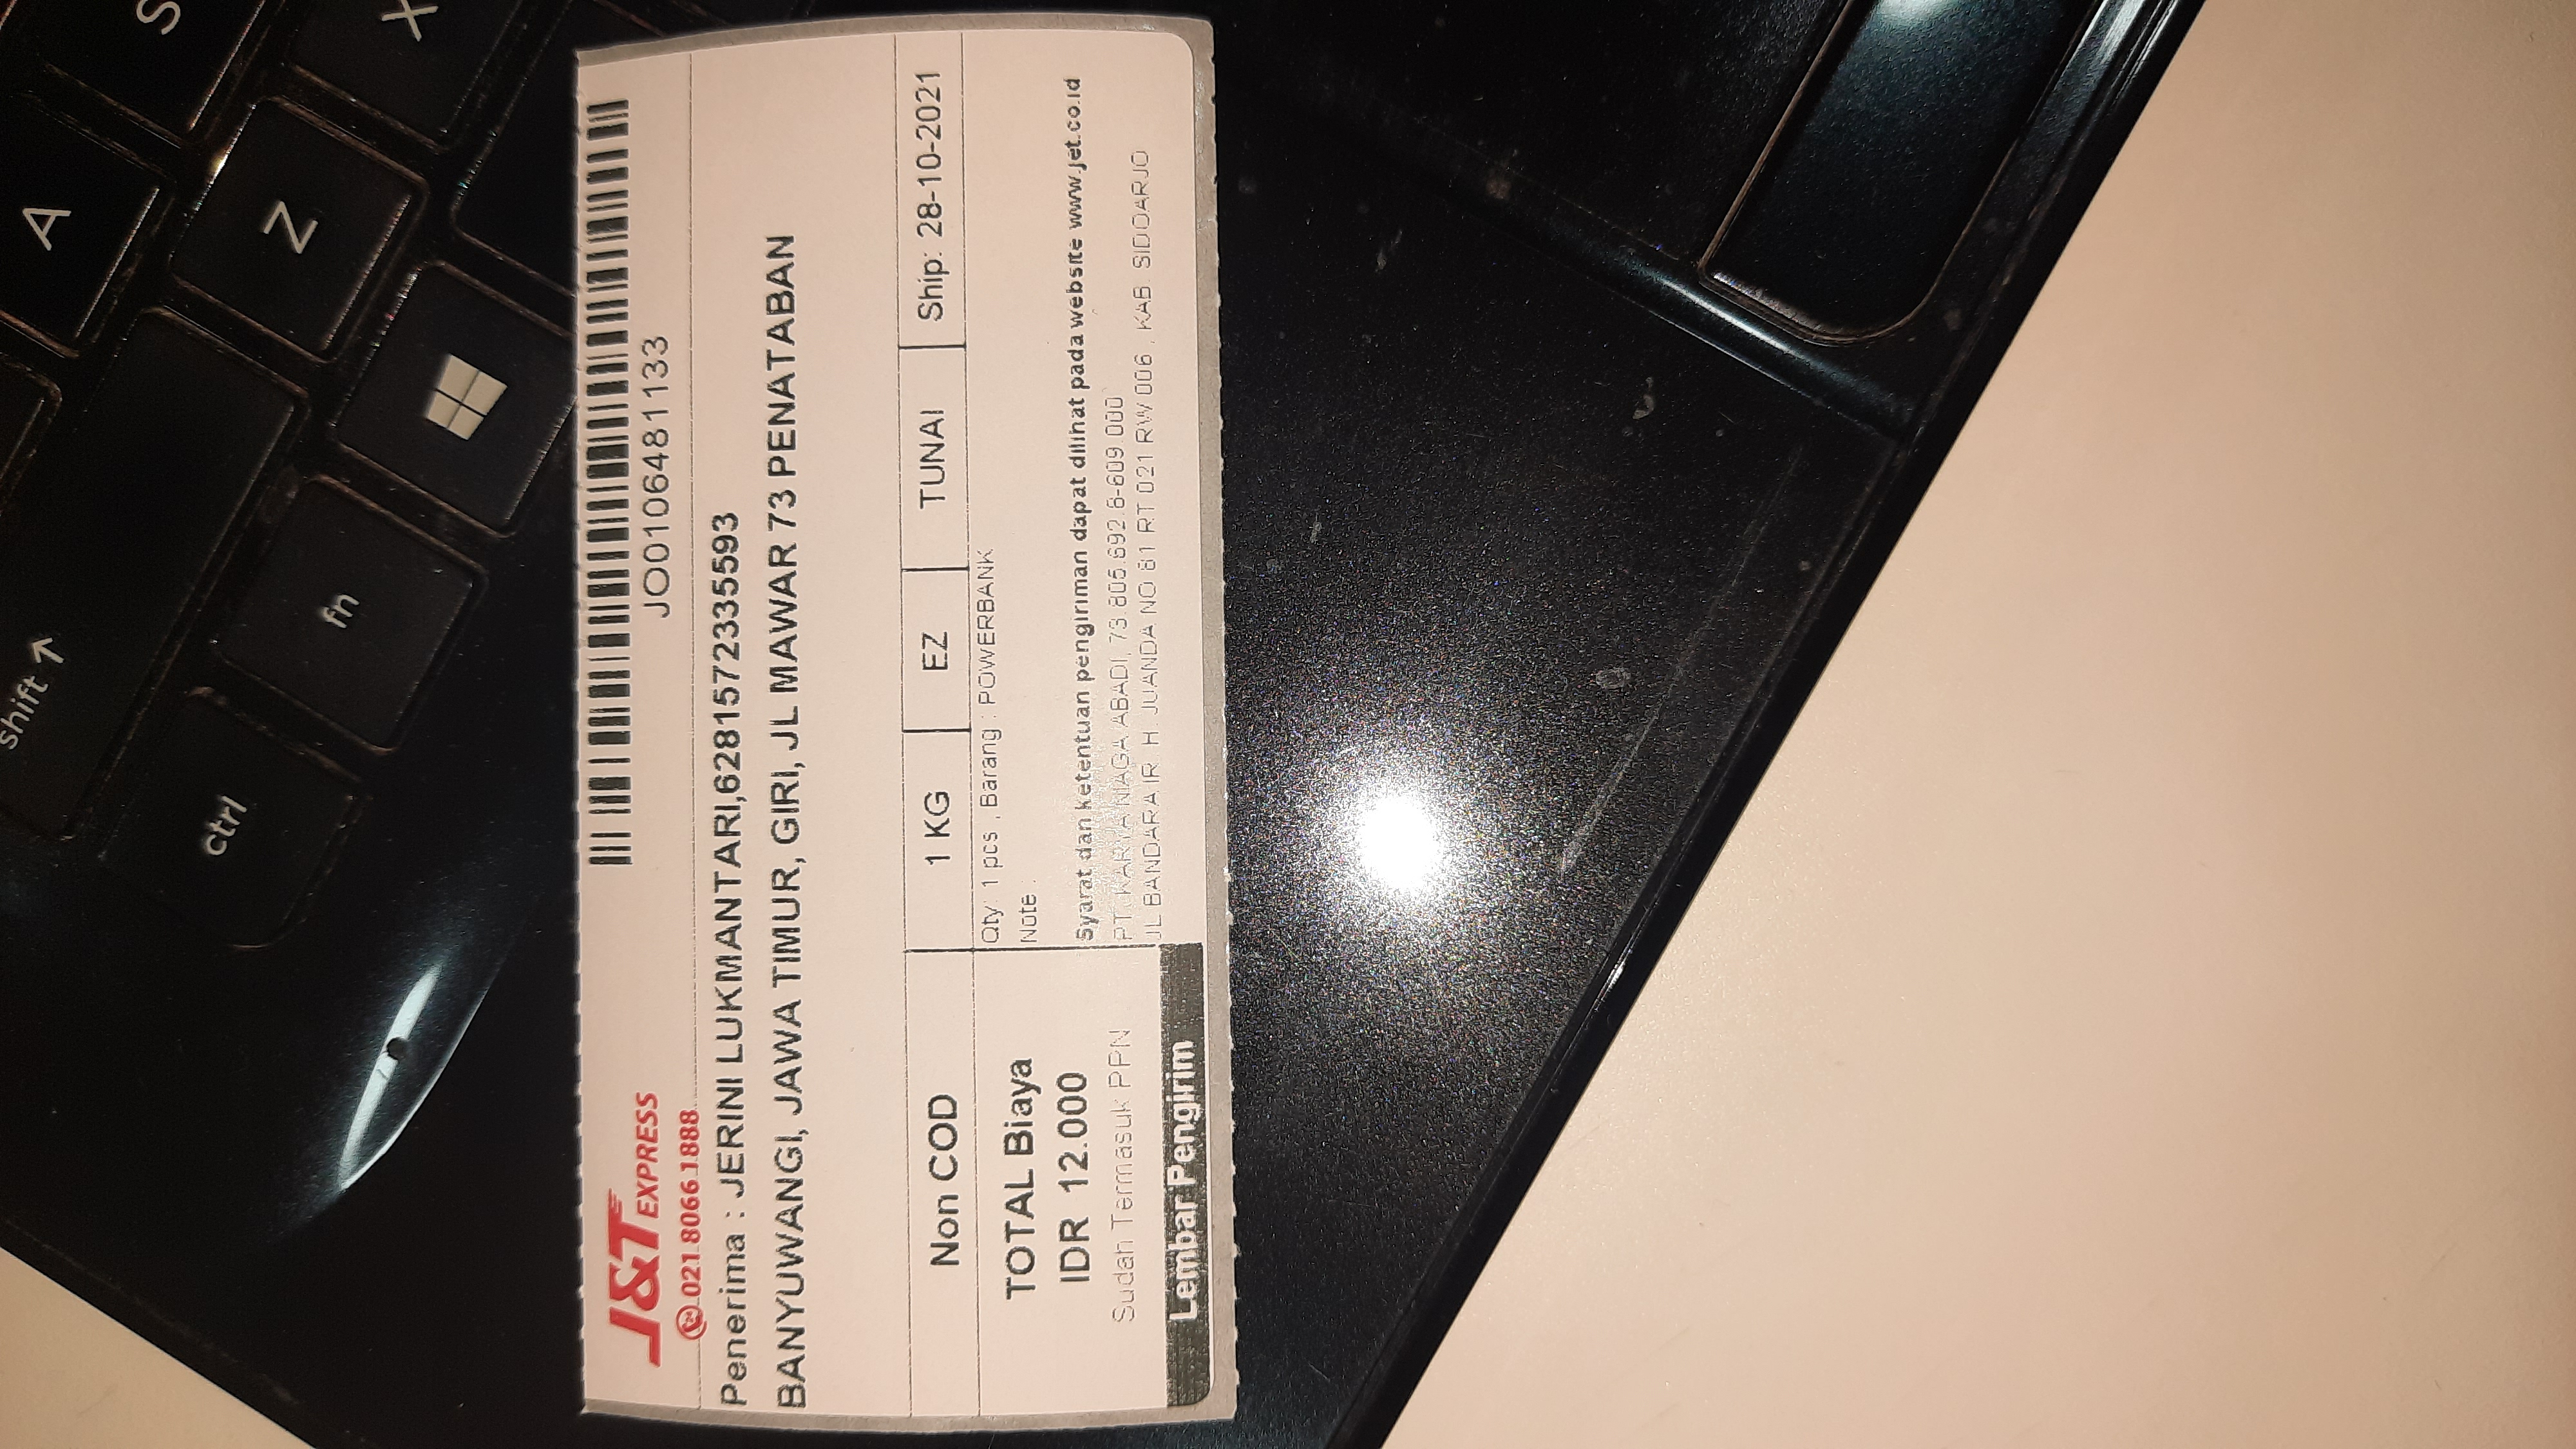 shift ↑
A
S
ctrl
fn
Z
X
J&T EXPRESS
021 8066 1888
JO0106481133
Penerima : JERINI LUKMANTARI,6281572335593
BANYUWANGI, JAWA TIMUR, GIRI, JL MAWAR 73 PENATABAN
Non COD
1 KG
EZ
TUNAI
Ship: 28-10-2021
TOTAL Biaya
IDR 12.000
Sudah Termasuk PPN
Lembar Pengirim
Qty: 1 pcs , Barang : POWERBANK
Note :
Syarat dan ketentuan pengiriman dapat dilihat pada website www.jet.co.id
PT. KARYA NIAGA ABADI, 73.805.692.8-609.000
JL BANDARA IR. H. JUANDA NO 81 RT 021 RW 006 , KAB. SIDOARJO